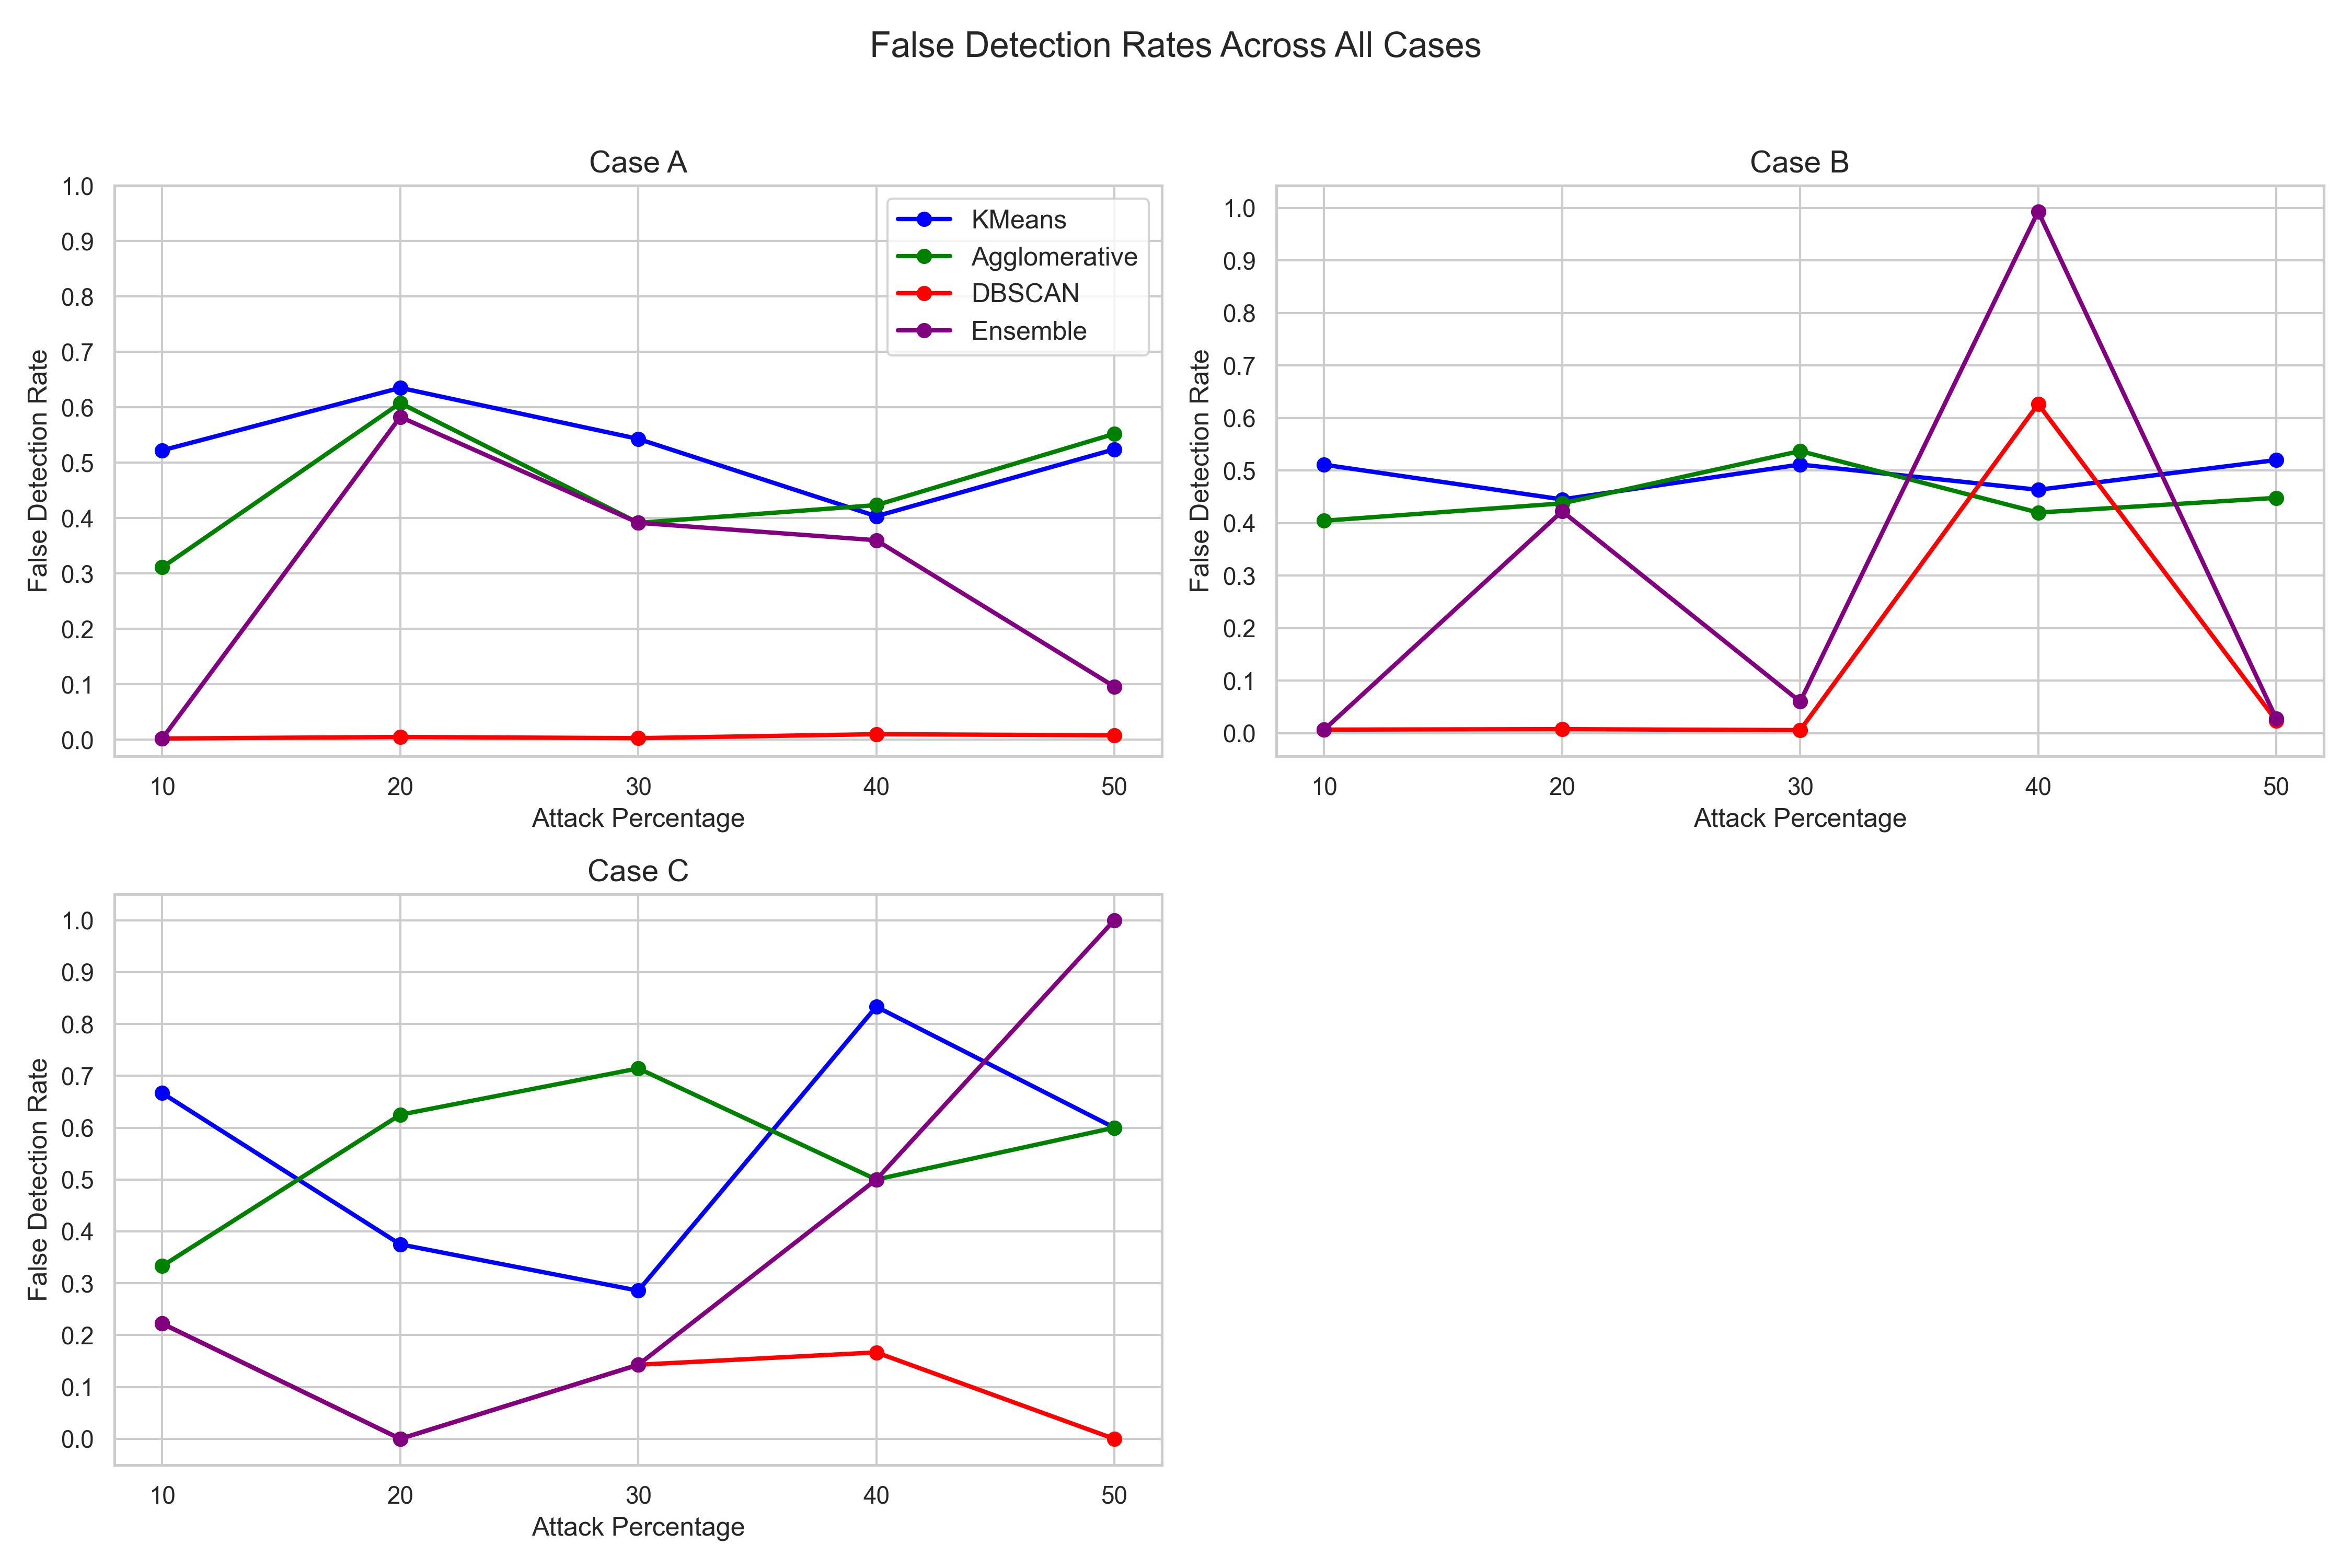 False Detection Rates Across All Cases
Case A
1.0
0.9
0.8
0.7
0.6
0.5
0.4
0.3
0.2
0.1
0.0
False Detection Rate
KMeans
Agglomerative
DBSCAN
Ensemble
10 20 30 40 50
Attack Percentage
Case B
1.0
0.9
0.8
0.7
0.6
0.5
0.4
0.3
0.2
0.1
0.0
False Detection Rate
10 20 30 40 50
Attack Percentage
Case C
1.0
0.9
0.8
0.7
0.6
0.5
0.4
0.3
0.2
0.1
0.0
False Detection Rate
10 20 30 40 50
Attack Percentage